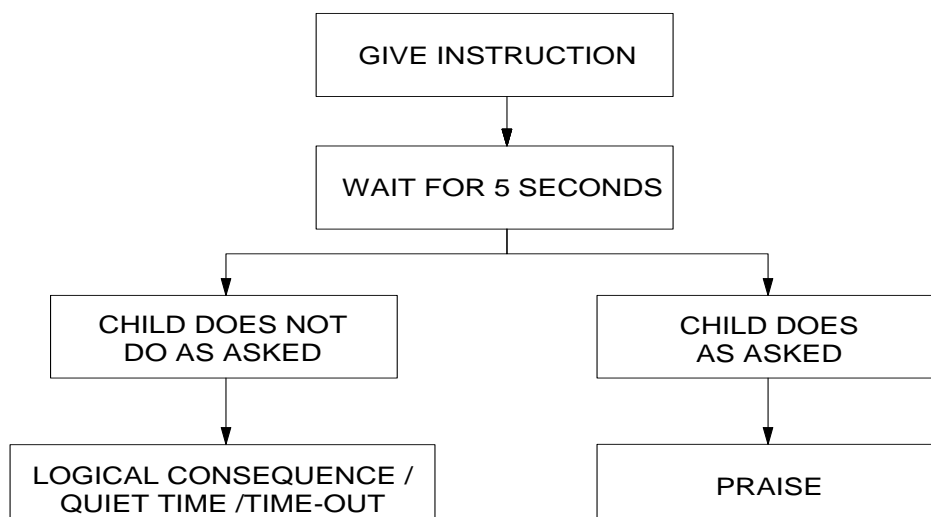 GIVE INSTRUCTION
WAIT FOR 5 SECONDS
CHILD DOES NOT
DO AS ASKED
CHILD DOES
AS ASKED
LOGICAL CONSEQUENCE /
QUIET TIME /TIME-OUT
PRAISE